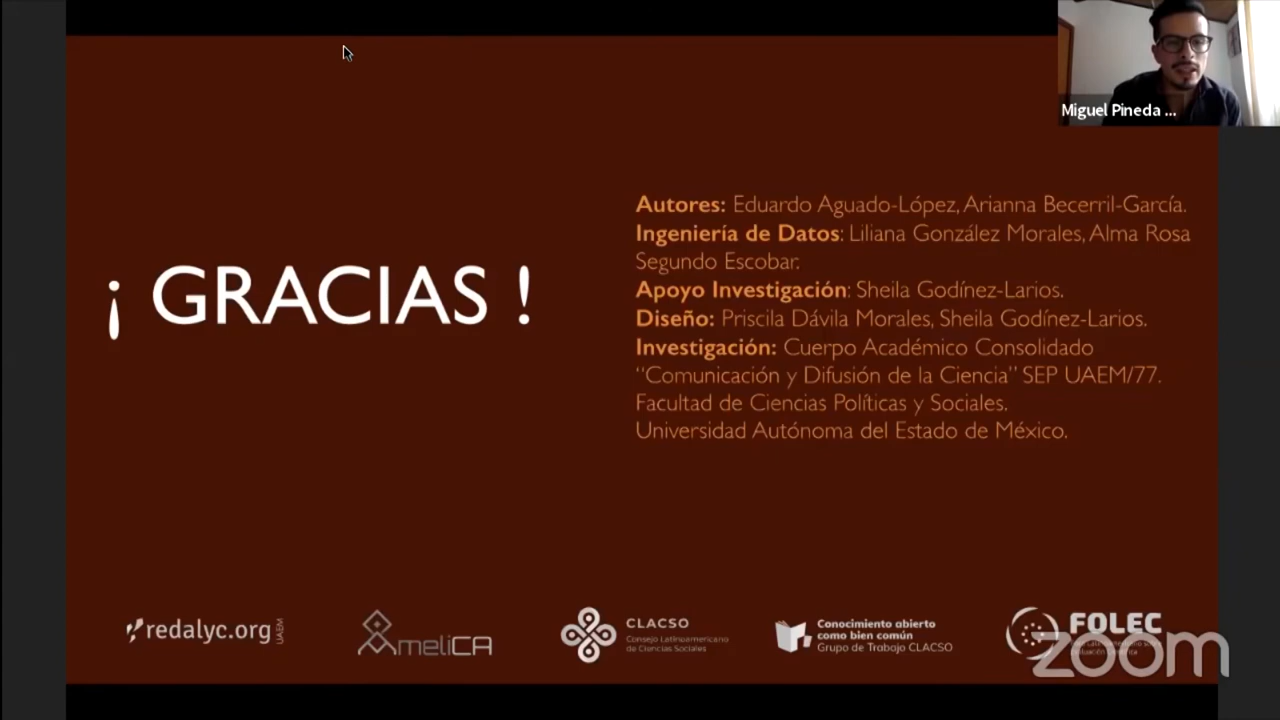 Miguel Pineda ...
¡ GRACIAS !
Autores: Eduardo Aguado-López, Arianna Becerril-García.
Ingeniería de Datos: Liliana González Morales, Alma Rosa
Segundo Escobar.
Apoyo Investigación: Sheila Godínez-Larios.
Diseño: Priscila Dávila Morales, Sheila Godínez-Larios.
Investigación: Cuerpo Académico Consolidado
“Comunicación y Difusión de la Ciencia” SEP UAEM/77.
Facultad de Ciencias Políticas y Sociales.
Universidad Autónoma del Estado de México.
redalyc.org
UAEM
AmeliCA
CLACSO
Consejo Latinoamericano
de Ciencias Sociales
Conocimiento abierto
como bien común
Grupo de Trabajo CLACSO
FOLEC
zoom